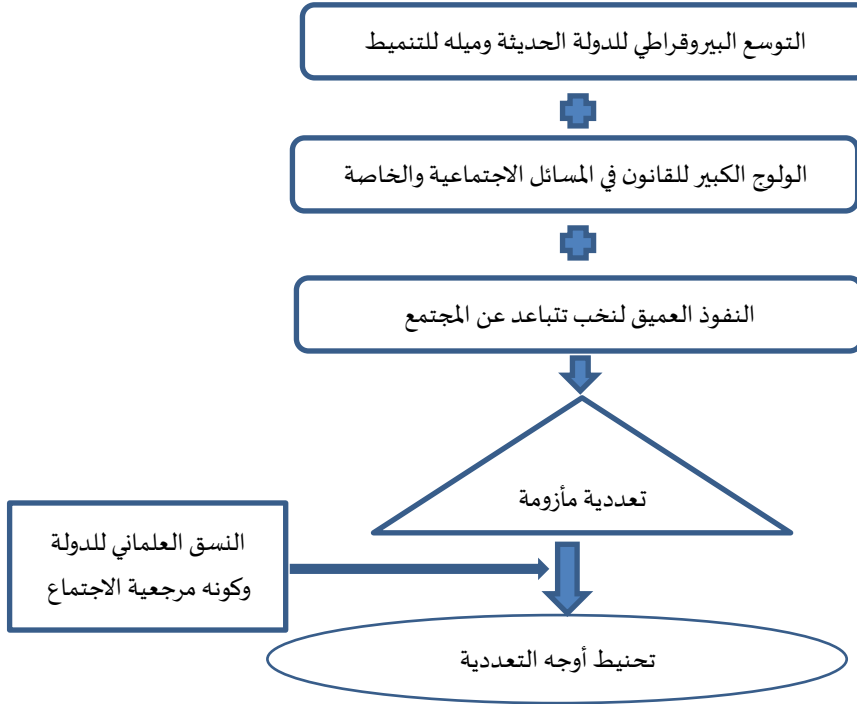 التوسع البيروقراطي للدولة الحديثة وميله للتنميط
الولوج الكبير للقانون في المسائل الاجتماعية والخاصة
النفوذ العميق لنخب تتباعد عن المجتمع
تعددية مأزومة
النسق العلماني للدولة
وكونه مرجعية الاجتماع
تحنيط أوجه التعددية